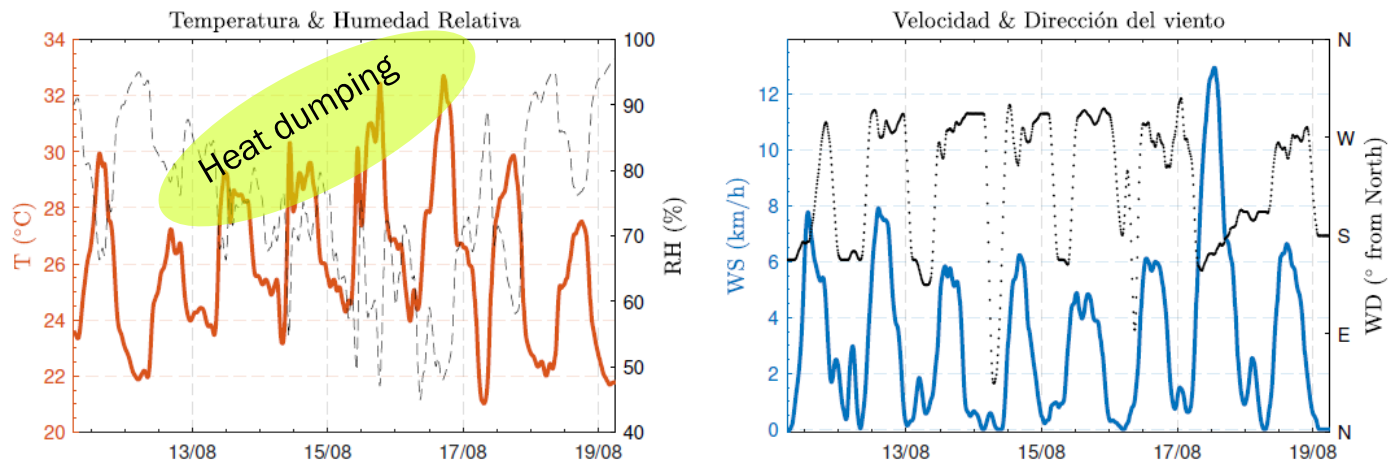 Temperatura & Humedad Relativa
34
32
30
28
26
24
22
20
T (°C)
Heat dumping
100
90
80
70
60
50
40
RH (%)
13/08
15/08
17/08
19/08
Velocidad & Dirección del viento
12
10
8
6
4
2
0
WS (km/h)
N
W
S
E
N
WD (° from North)
13/08
15/08
17/08
19/08